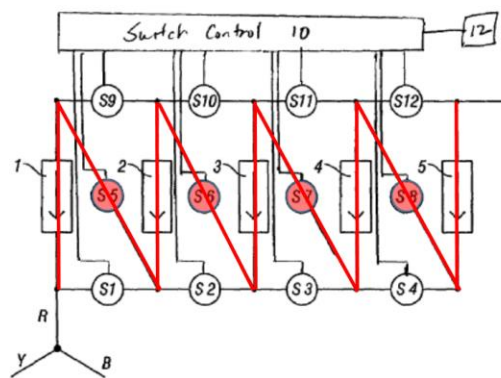 Switch Control 10
12
S9 S10 S11 S12
1 2 3 4 5
S5 S6 S7 S8
S1 S2 S3 S4
R
Y B